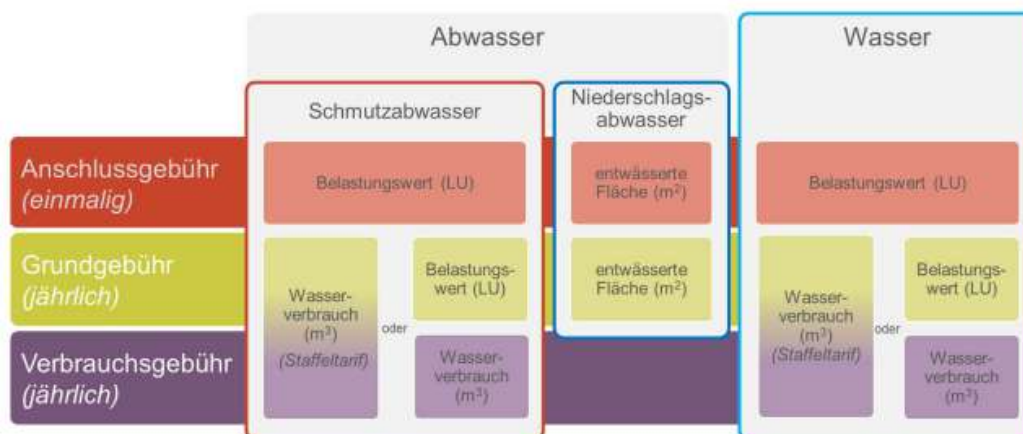 Abwasser
Wasser
Schmutzabwasser
Niederschlags-
abwasser
Anschlussgebühr
(einmalig)
Belastungswert (LU)
entwässerte
Fläche (m²)
Belastungswert (LU)
Grundgebühr
(jährlich)
Wasser-
verbrauch
(m³)
(Staffeltarif)
oder
Belastungs-
wert (LU)
entwässerte
Fläche (m²)
Wasser-
verbrauch
(m³)
(Staffeltarif)
oder
Belastungs-
wert (LU)
Verbrauchsgebühr
(jährlich)
Wasser-
verbrauch
(m³)
Wasser-
verbrauch
(m³)